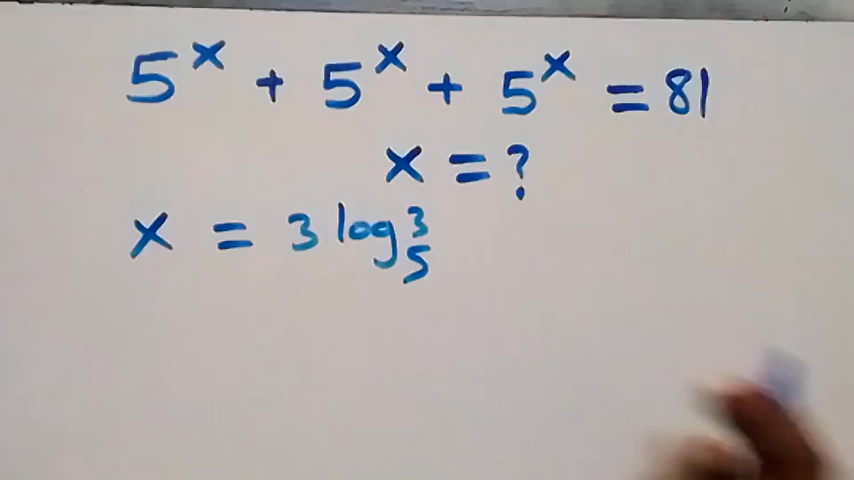 5^x + 5^x + 5^x = 81
x = ?
x = 3 log_5^3